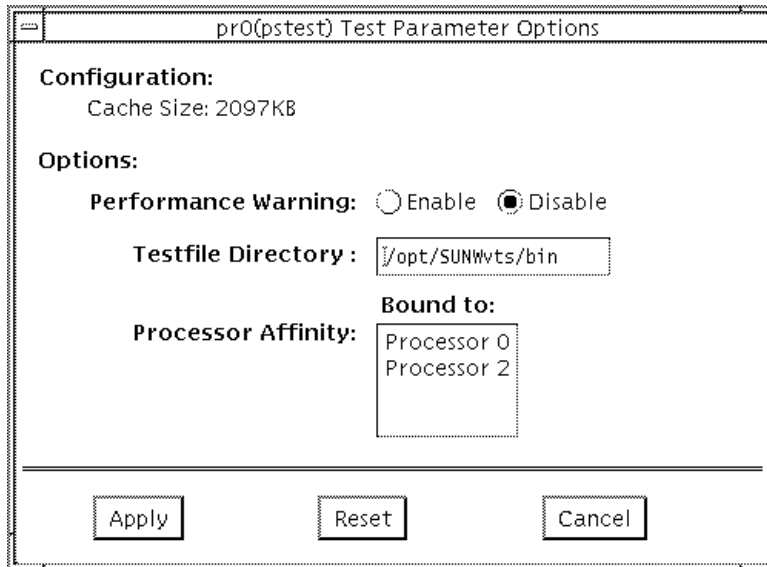 pr0(pstest) Test Parameter Options
Configuration:
Cache Size: 2097KB
Options:
Performance Warning: Enable Disable
Testfile Directory : /opt/SUNWvts/bin
Bound to:
Processor Affinity:
Processor 0
Processor 2
Apply Reset Cancel